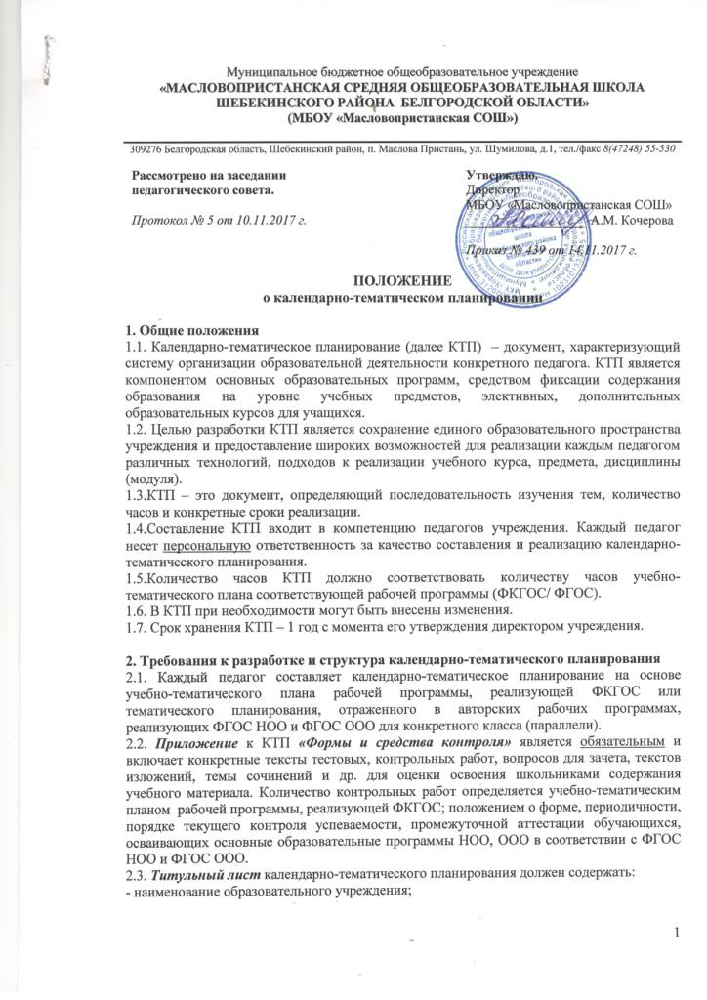 Муниципальное бюджетное общеобразовательное учреждение
«МАСЛОВОПРИСТАНСКАЯ СРЕДНЯЯ ОБЩЕОБРАЗОВАТЕЛЬНАЯ ШКОЛА
ШЕБЕКИНСКОГО РАЙОНА БЕЛГОРОДСКОЙ ОБЛАСТИ»
(МБОУ «Масловопристанская СОШ»)
309276 Белгородская область, Шебекинский район, п. Маслова Пристань, ул. Шумилова, д.1, тел./факс 8(47248) 55-530
Рассмотрено на заседании
педагогического совета.
Протокол № 5 от 10.11.2017 г.
Утверждаю.
Директор
МБОУ «Масловопристанская СОШ»
А.М. Кочерова
Приказ № 439 от 14.11.2017 г.
ПОЛОЖЕНИЕ
о календарно-тематическом планировании
1. Общие положения
1.1. Календарно-тематическое планирование (далее КТП) – документ, характеризующий
систему организации образовательной деятельности конкретного педагога. КТП является
компонентом основных образовательных программ, средством фиксации содержания
образования на уровне учебных предметов, элективных, дополнительных
образовательных курсов для учащихся.
1.2. Целью разработки КТП является сохранение единого образовательного пространства
учреждения и предоставление широких возможностей для реализации каждым педагогом
различных технологий, подходов к реализации учебного курса, предмета, дисциплины
(модуля).
1.3.КТП – это документ, определяющий последовательность изучения тем, количество
часов и конкретные сроки реализации.
1.4.Составление КТП входит в компетенцию педагогов учреждения. Каждый педагог
несет персональную ответственность за качество составления и реализацию календарно-
тематического планирования.
1.5.Количество часов КТП должно соответствовать количеству часов учебно-
тематического плана соответствующей рабочей программы (ФКГОС/ ФГОС).
1.6. В КТП при необходимости могут быть внесены изменения.
1.7. Срок хранения КТП – 1 год с момента его утверждения директором учреждения.
2. Требования к разработке и структура календарно-тематического планирования
2.1. Каждый педагог составляет календарно-тематическое планирование на основе
учебно-тематического плана рабочей программы, реализующей ФКГОС или
тематического планирования, отраженного в авторских рабочих программах,
реализующих ФГОС НОО и ФГОС ООО для конкретного класса (параллели).
2.2. Приложение к КТП «Формы и средства контроля» является обязательным и
включает конкретные тексты тестовых, контрольных работ, вопросов для зачета, текстов
изложений, темы сочинений и др. для оценки освоения школьниками содержания
учебного материала. Количество контрольных работ определяется учебно-тематическим
планом рабочей программы, реализующей ФКГОС; положением о форме, периодичности,
порядке текущего контроля успеваемости, промежуточной аттестации обучающихся,
осваивающих основные образовательные программы НОО, ООО в соответствии с ФГОС
НОО и ФГОС ООО.
2.3. Титульный лист календарно-тематического планирования должен содержать:
- наименование образовательного учреждения;
1